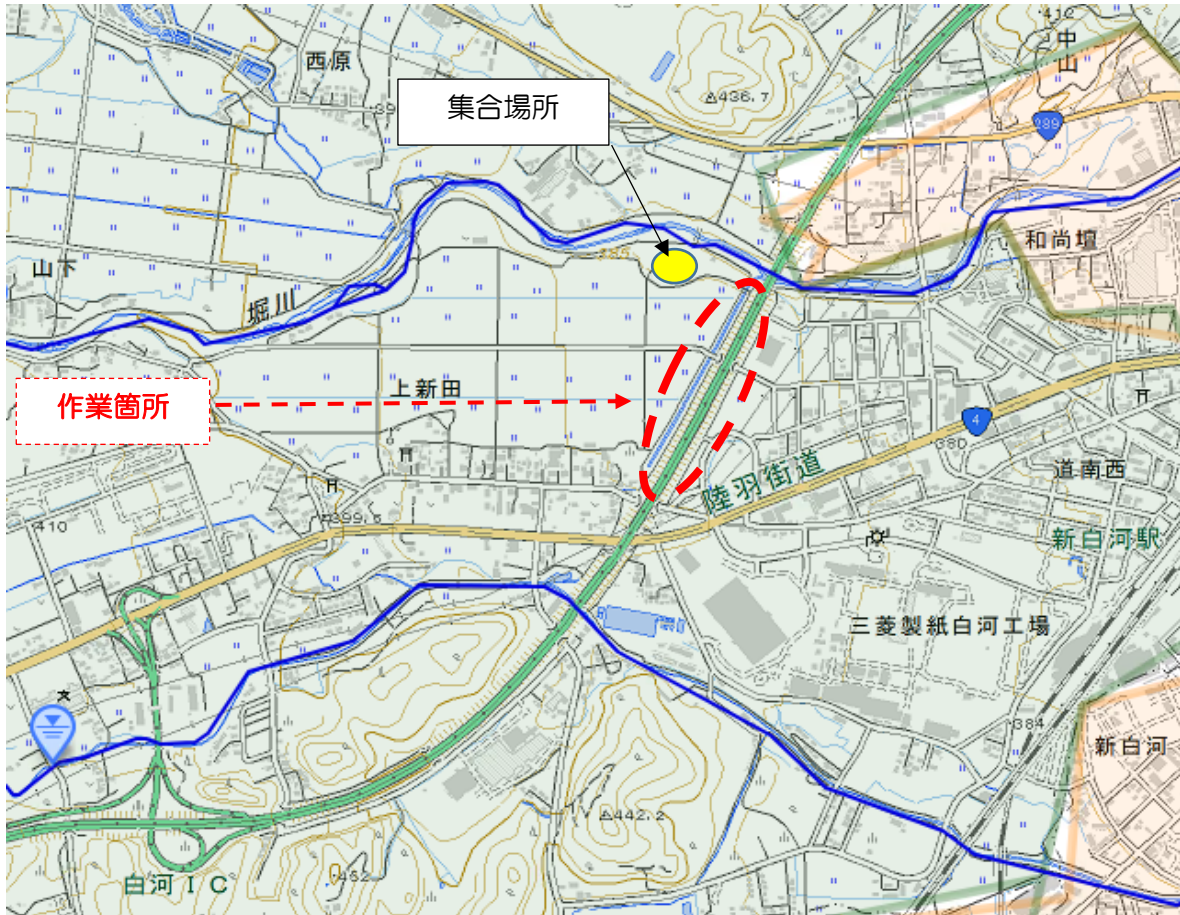 412
中山
西原
集合場所
436.7
289
和尚壇
385
山下
堀川
作業箇所
上新田
4
380
陸羽街道
道南西
新白河駅
399.6
410
三菱製紙白河工場
384
新白河
442.2
452
白河IC